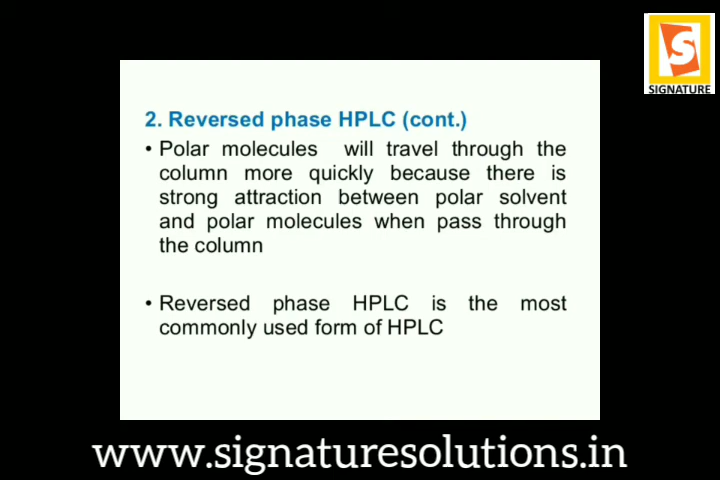 S
SIGNATURE
2. Reversed phase HPLC (cont.)
• Polar molecules will travel through the
column more quickly because there is
strong attraction between polar solvent
and polar molecules when pass through
the column
• Reversed phase HPLC is the most
commonly used form of HPLC
www.signaturesolutions.in